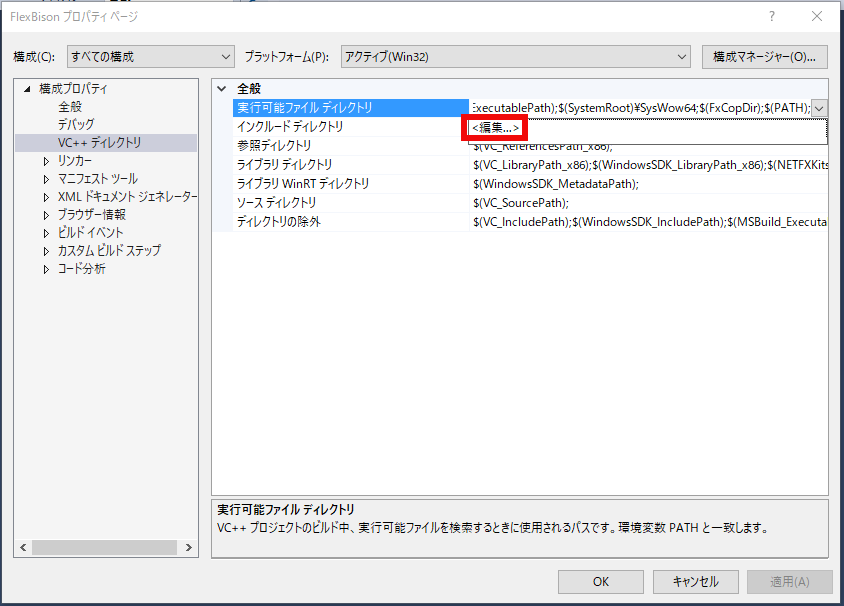 FlexBison プロパティ ページ
構成(C): すべての構成 プラットフォーム(P): アクティブ(Win32) 構成マネージャー(O)...
構成プロパティ
全般
デバッグ
VC++ ディレクトリ
リンカー
マニフェスト ツール
XML ドキュメント ジェネレーター
ブラウザー情報
ビルド イベント
カスタム ビルド ステップ
コード分析
全般
実行可能ファイル ディレクトリ ExecutablePath);$(SystemRoot)\SysWow64;$(FxCopDir);$(PATH);
インクルード ディレクトリ <編集...>
参照ディレクトリ $(VC_ReferencesPath_x86);
ライブラリ ディレクトリ $(VC_LibraryPath_x86);$(WindowsSDK_LibraryPath_x86);$(NETFXKits
ライブラリ WinRT ディレクトリ $(WindowsSDK_MetadataPath);
ソース ディレクトリ $(VC_SourcePath);
ディレクトリの除外 $(VC_IncludePath);$(WindowsSDK_IncludePath);$(MSBuild_Executa
実行可能ファイル ディレクトリ
VC++ プロジェクトのビルド中、実行可能ファイルを検索するときに使用されるパスです。環境変数 PATH と一致します。
OK キャンセル 適用(A)